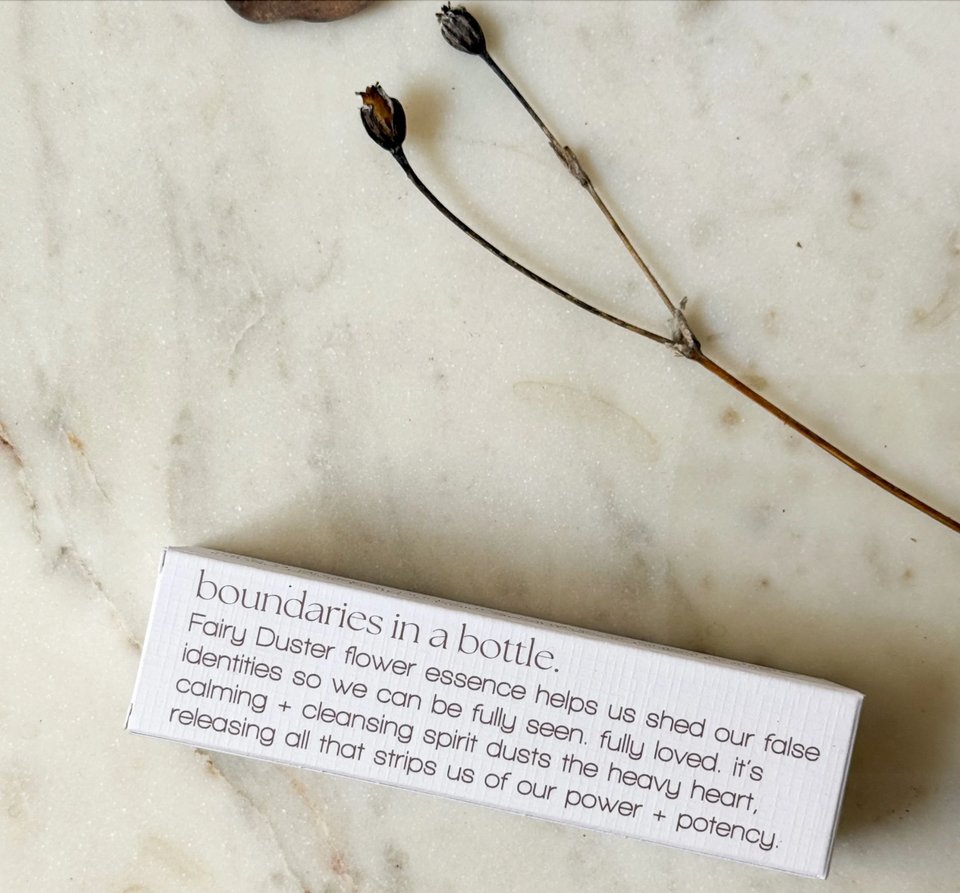 boundaries in a bottle.
Fairy Duster flower essence helps us shed our false
identities so we can be fully seen. fully loved. it's
calming + cleansing spirit dusts the heavy heart,
releasing all that strips us of our power + potency.